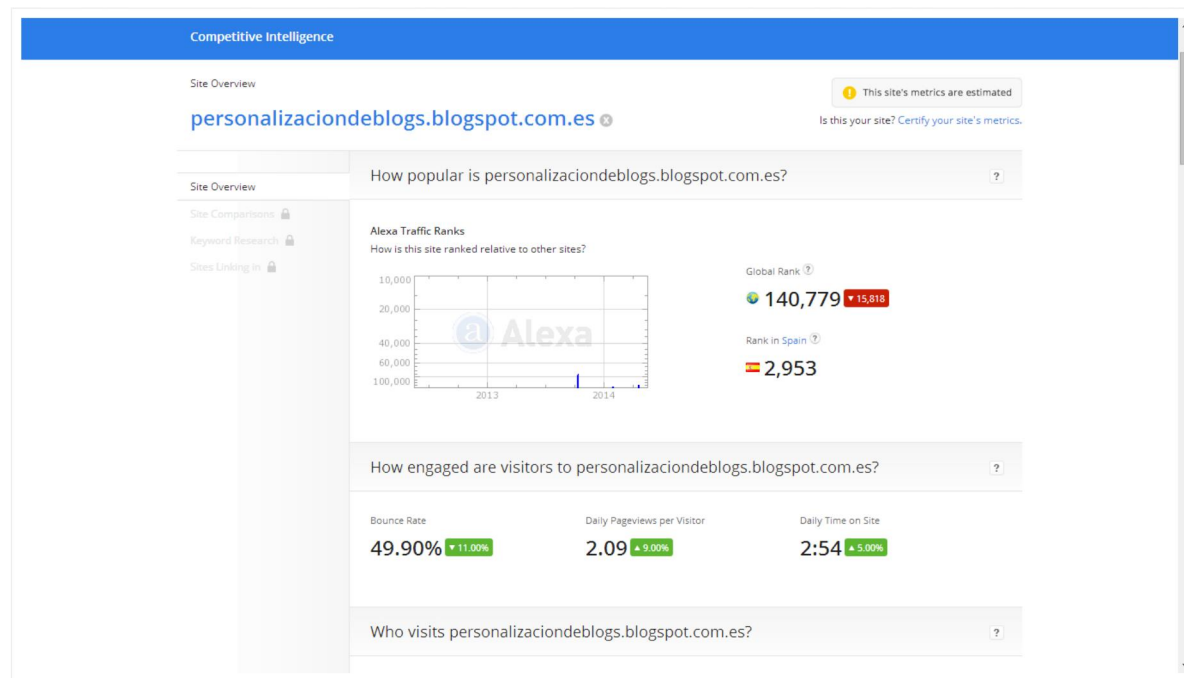 Competitive Intelligence
Site Overview
personalizaciondeblogs.blogspot.com.es
This site's metrics are estimated
Is this your site? Certify your site's metrics.
Site Overview
Site Comparisons
Keyword Research
Sites Linking in
How popular is personalizaciondeblogs.blogspot.com.es? ?
Alexa Traffic Ranks
How is this site ranked relative to other sites?
10,000
20,000
40,000
60,000
100,000
a Alexa
2013 2014
Global Rank ?
140,779 ▼ 15,818
Rank in Spain ?
2,953
How engaged are visitors to personalizaciondeblogs.blogspot.com.es? ?
Bounce Rate
49.90% ▼ 11.00%
Daily Pageviews per Visitor
2.09 ▲ 9.00%
Daily Time on Site
2:54 ▲ 5.00%
Who visits personalizaciondeblogs.blogspot.com.es? ?